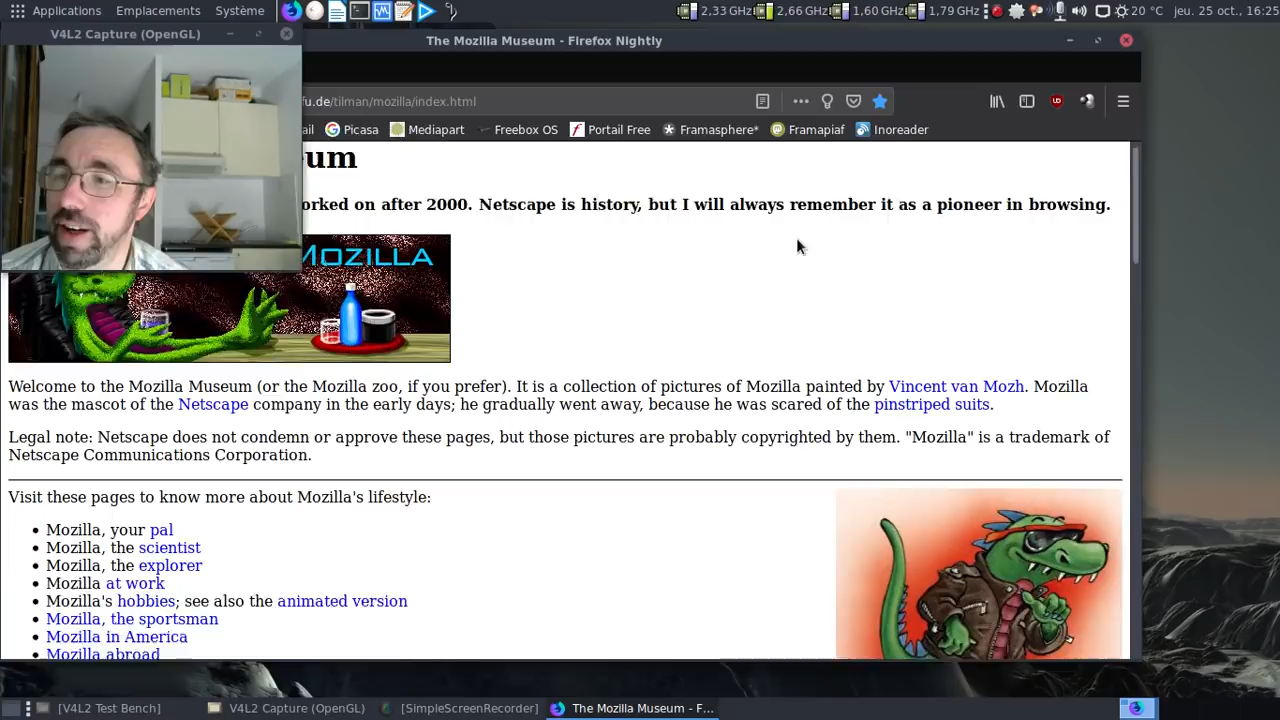 Applications Emplacements Système 2,33 GHz 2,66 GHz 1,60 GHz 1,79 GHz 20 °C jeu. 25 oct., 16:25
V4L2 Capture (OpenGL)
The Mozilla Museum - Firefox Nightly
fu.de/tilman/mozilla/index.html
ail Picasa Mediapart Freebox OS Portail Free Framasphère* Framapiaf Inoreader
eum
orked on after 2000. Netscape is history, but I will always remember it as a pioneer in browsing.
MOZILLA
Welcome to the Mozilla Museum (or the Mozilla zoo, if you prefer). It is a collection of pictures of Mozilla painted by Vincent van Mozh. Mozilla
was the mascot of the Netscape company in the early days; he gradually went away, because he was scared of the pinstriped suits.
Legal note: Netscape does not condemn or approve these pages, but those pictures are probably copyrighted by them. "Mozilla" is a trademark of
Netscape Communications Corporation.
Visit these pages to know more about Mozilla's lifestyle:
Mozilla, your pal
Mozilla, the scientist
Mozilla, the explorer
Mozilla at work
Mozilla's hobbies; see also the animated version
Mozilla, the sportsman
Mozilla in America
Mozilla abroad
[V4L2 Test Bench] V4L2 Capture (OpenGL) [SimpleScreenRecorder] The Mozilla Museum - F...